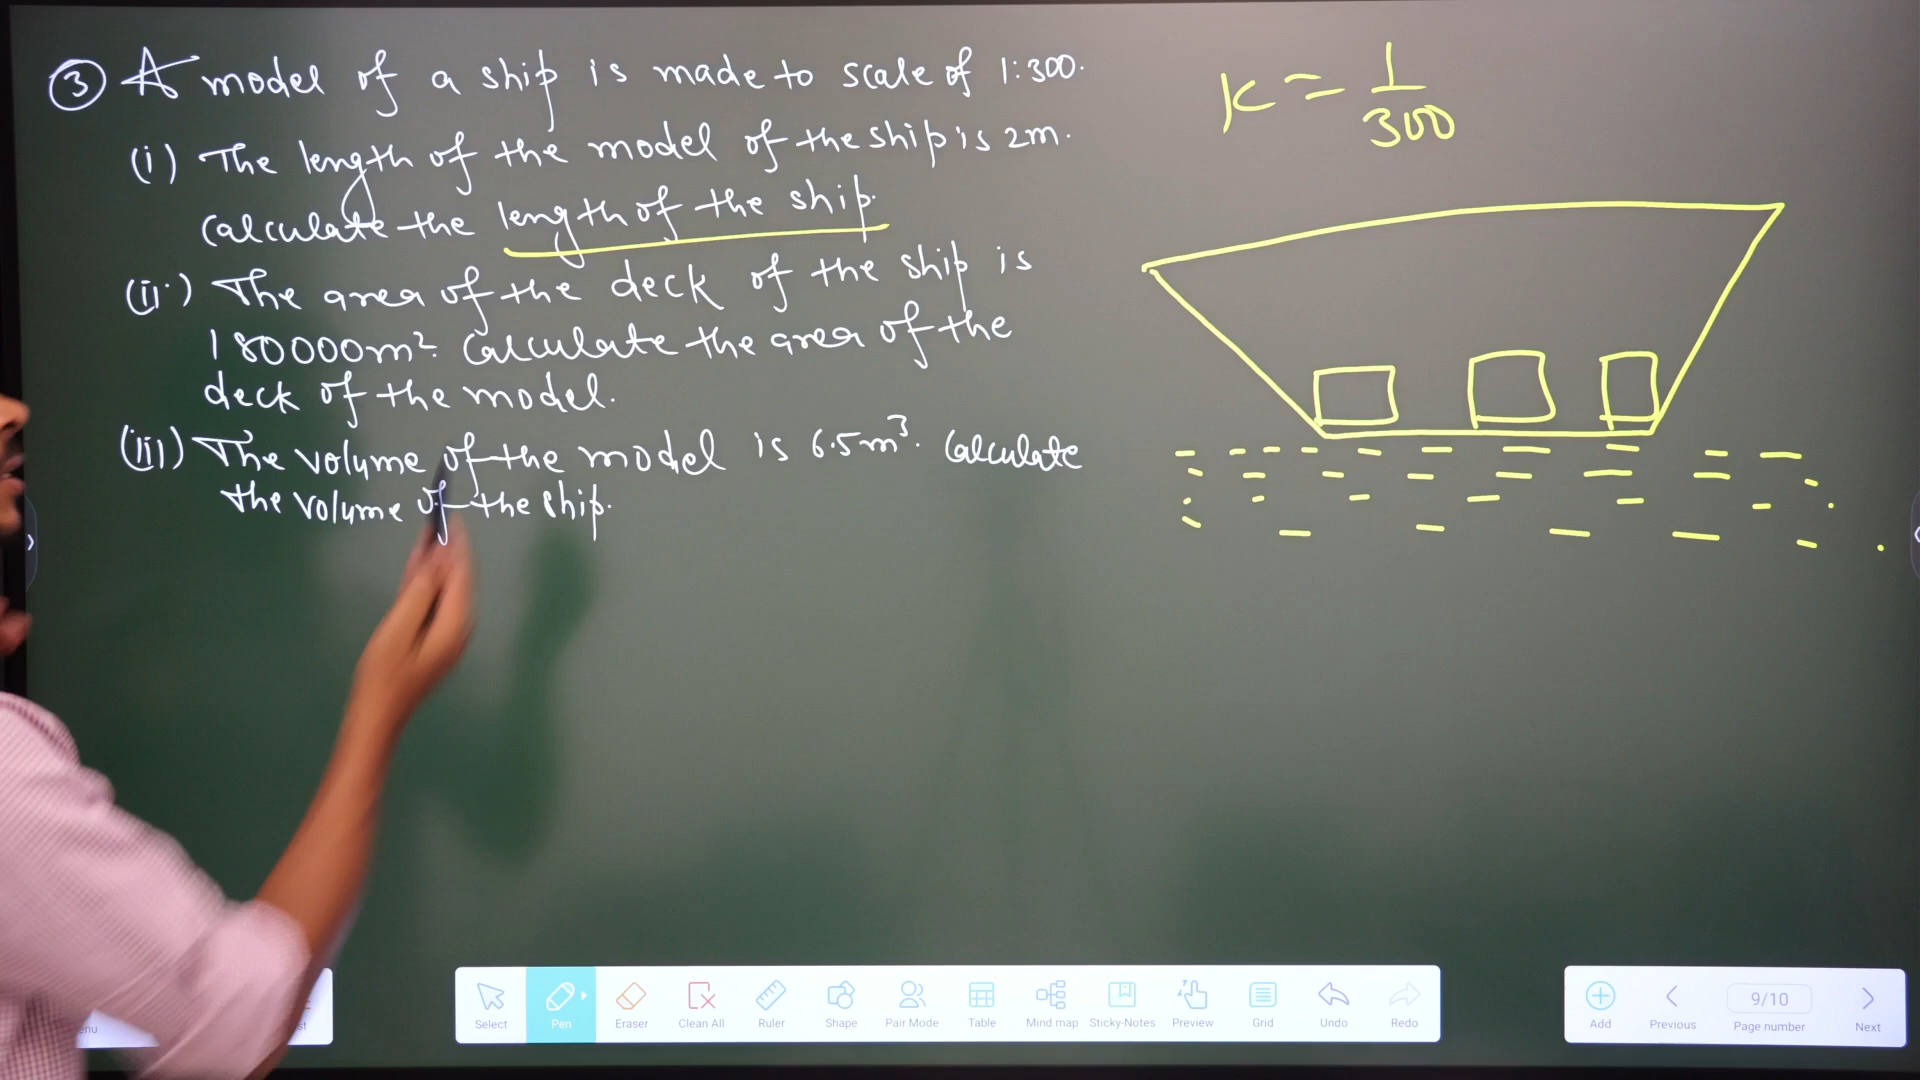 ③ A model of a ship is made to scale of 1:300.
(i) The length of the model of the ship is 2m.
Calculate the length of the ship.
(ii) The area of the deck of the ship is
180000m². Calculate the area of the
deck of the model.
(iii) The volume of the model is 6.5m³. Calculate
the volume of the ship.
K = 1/300
Select Pen Eraser Clean All Ruler Shape Pair Mode Table Mind map Sticky-Notes Preview Grid Undo Redo
Add Previous 9/10 Page number Next